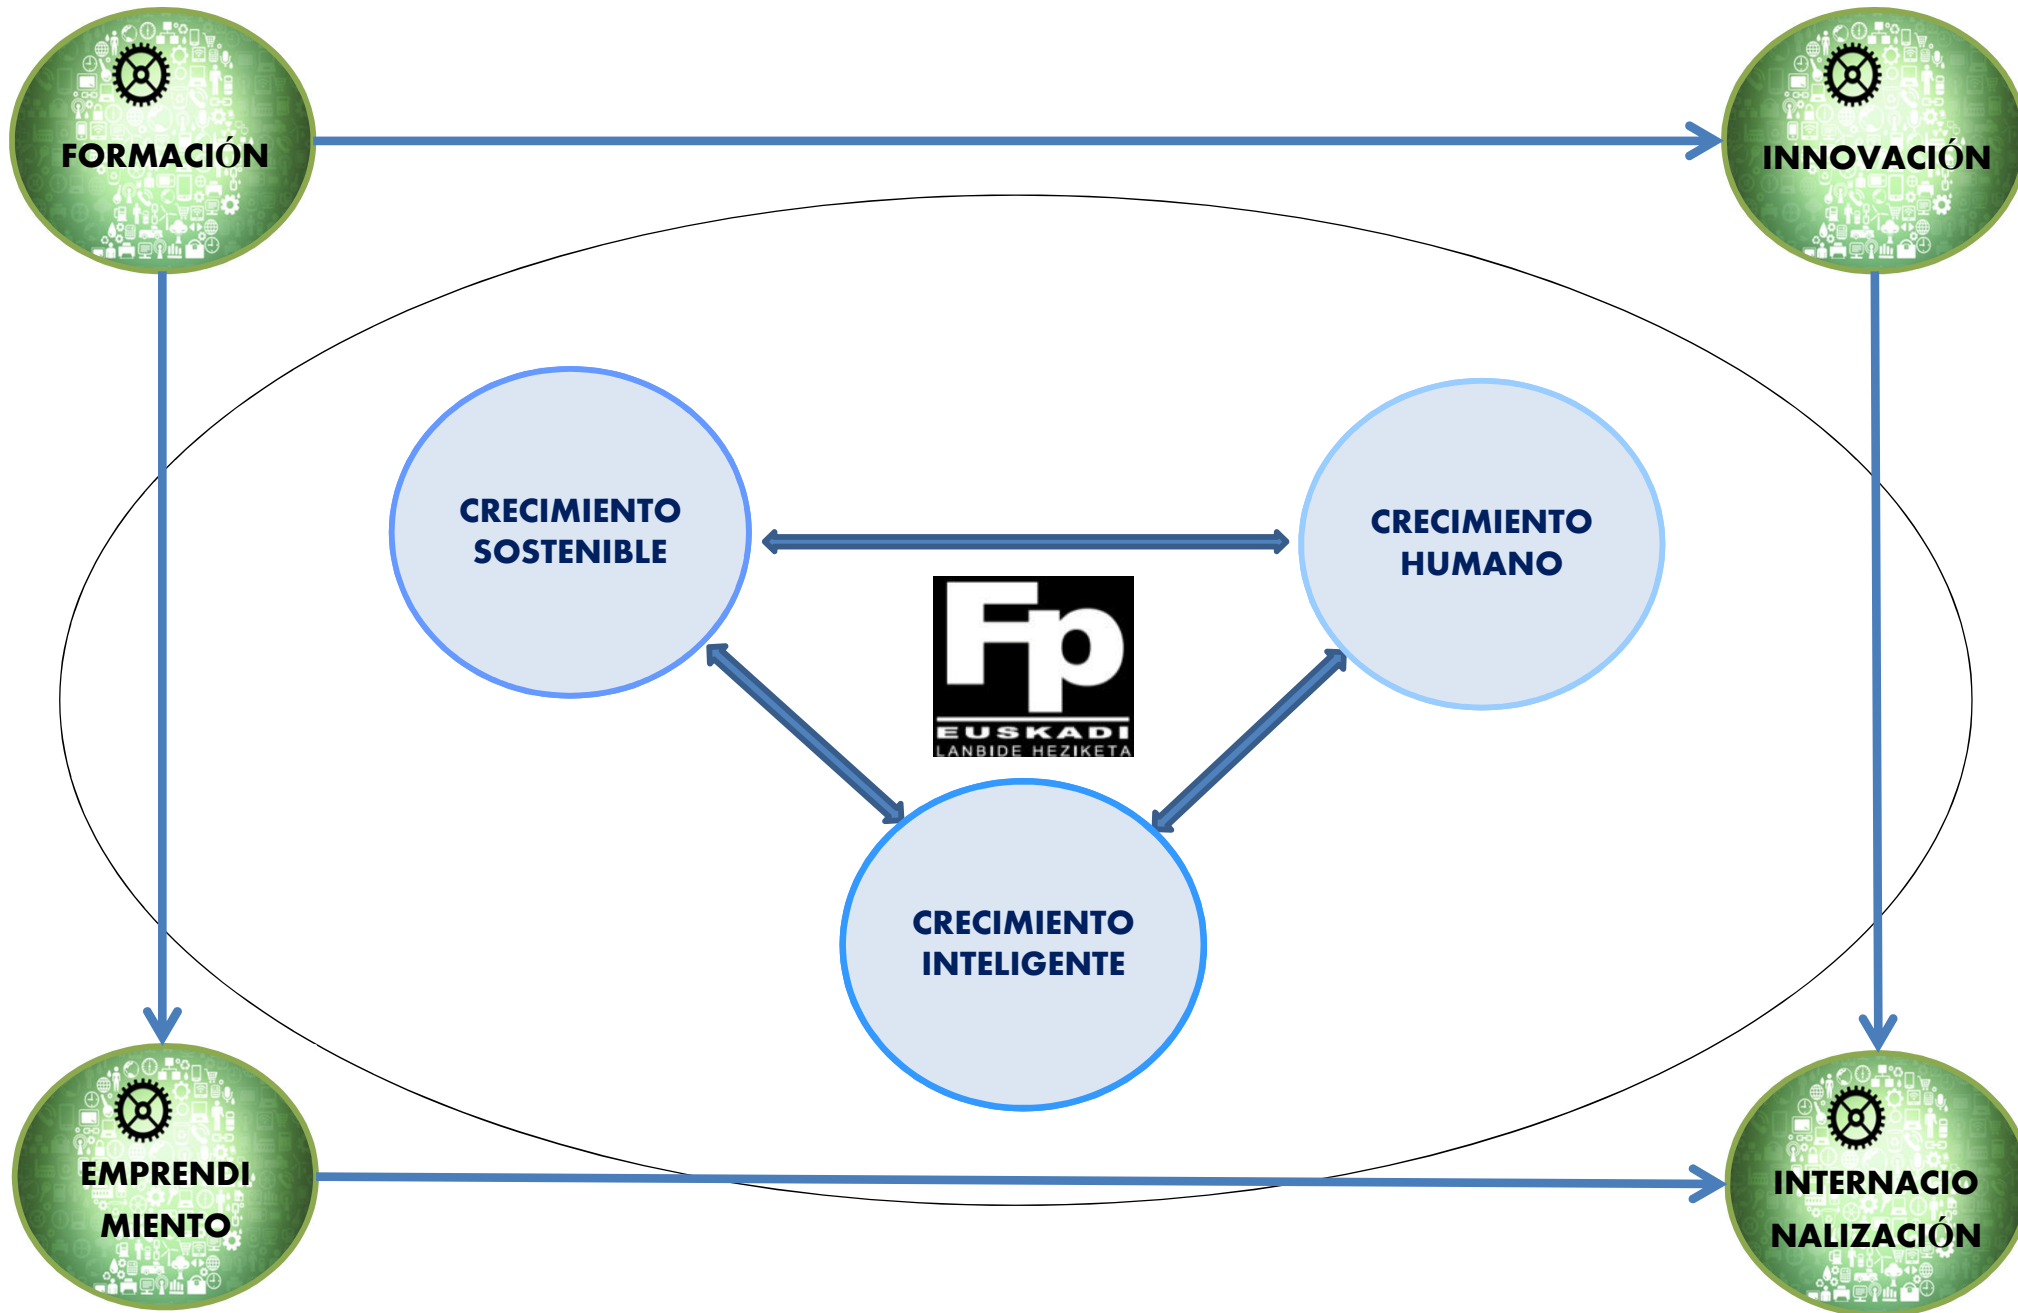 FORMACIÓN
INNOVACIÓN
CRECIMIENTO
SOSTENIBLE
CRECIMIENTO
HUMANO
Fp
EUSKADI
LANBIDE HEZIKETA
CRECIMIENTO
INTELIGENTE
EMPRENDI
MIENTO
INTERNACIO
NALIZACIÓN